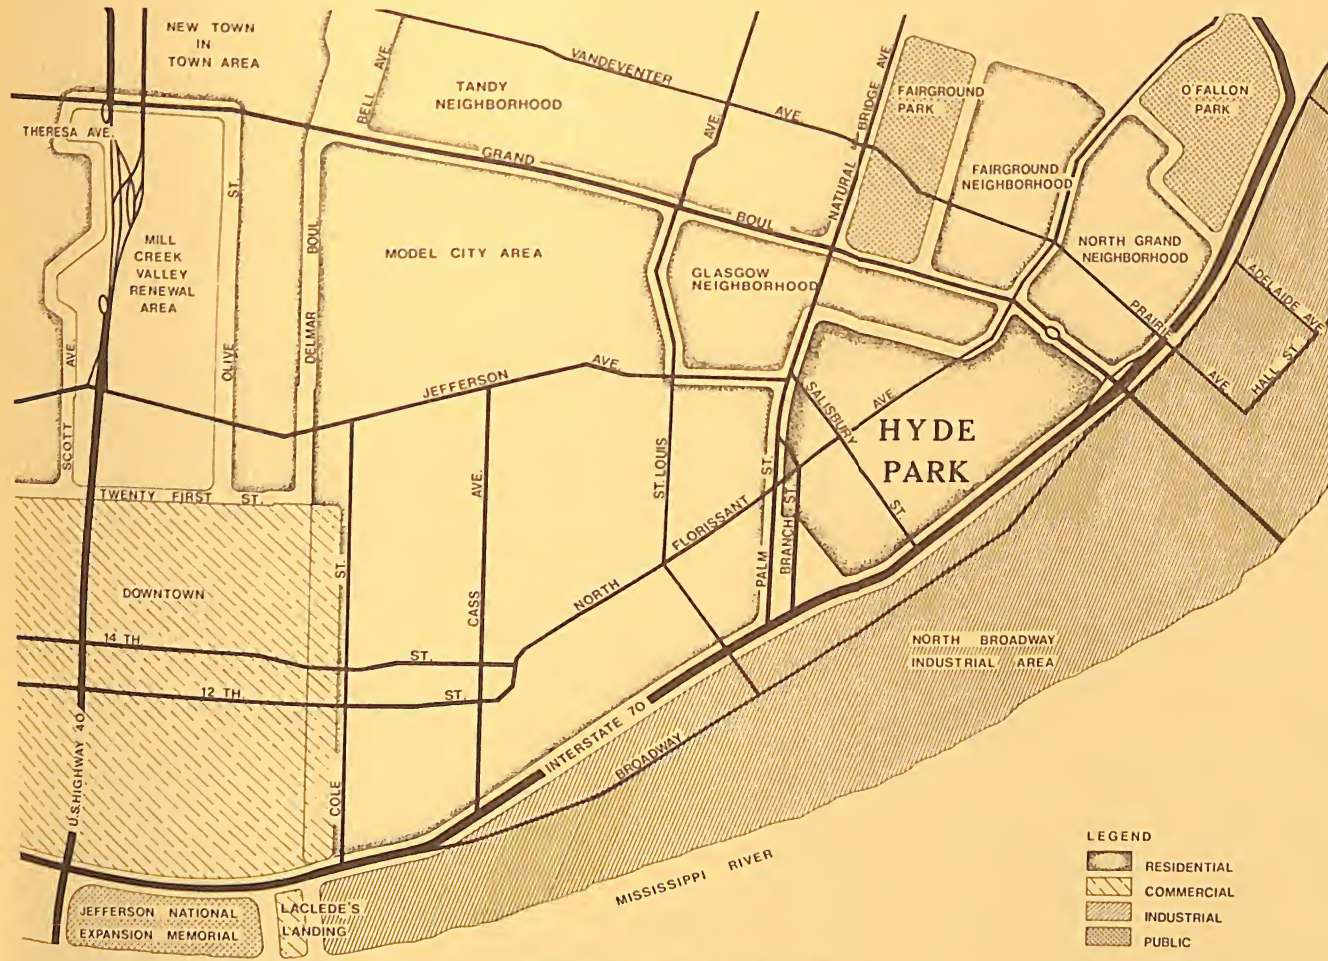 NEW TOWN
IN
TOWN AREA
BELL AVE.
TANDY
NEIGHBORHOOD
VANDEVENTER AVE.
AVE.
NATURAL BRIDGE AVE.
FAIRGROUND
PARK
O'FALLON
PARK
THERESA AVE.
GRAND BOUL
FAIRGROUND
NEIGHBORHOOD
MILL
CREEK
VALLEY
RENEWAL
AREA
OLIVE ST.
DELMAR BOUL
MODEL CITY AREA
GLASGOW
NEIGHBORHOOD
NORTH GRAND
NEIGHBORHOOD
ADELAIDE AVE.
PRAIRIE AVE.
HALL ST.
SCOTT AVE.
JEFFERSON AVE.
SALISBURY ST.
HYDE
PARK
TWENTY FIRST ST.
CASS AVE.
ST. LOUIS
PALM ST.
BRANCH ST.
NORTH FLORISSANT AVE.
DOWNTOWN
COLE ST.
14 TH. ST.
12 TH. ST.
U.S. HIGHWAY 40
INTERSTATE 70
BROADWAY
NORTH BROADWAY
INDUSTRIAL AREA
MISSISSIPPI RIVER
JEFFERSON NATIONAL
EXPANSION MEMORIAL
LACLEDE'S
LANDING
LEGEND
RESIDENTIAL
COMMERCIAL
INDUSTRIAL
PUBLIC